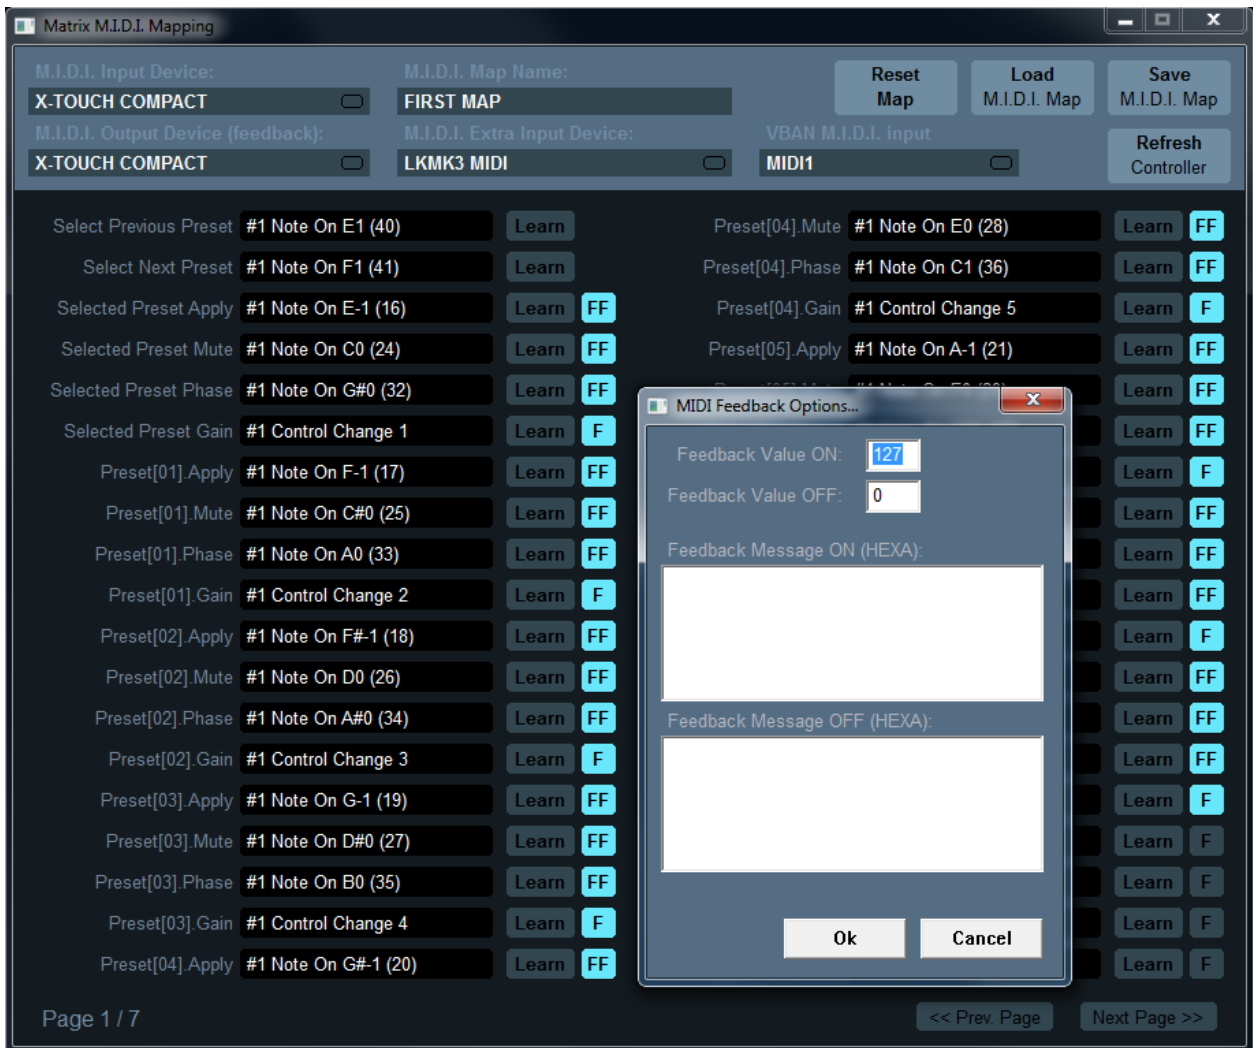 Matrix M.I.D.I. Mapping
M.I.D.I. Input Device:
X-TOUCH COMPACT
M.I.D.I. Map Name:
FIRST MAP
Reset
Map
Load
M.I.D.I. Map
Save
M.I.D.I. Map
M.I.D.I. Output Device (feedback):
X-TOUCH COMPACT
M.I.D.I. Extra Input Device:
LKMK3 MIDI
VBAN M.I.D.I. input
MIDI1
Refresh
Controller
Select Previous Preset #1 Note On E1 (40) Learn
Select Next Preset #1 Note On F1 (41) Learn
Selected Preset Apply #1 Note On E-1 (16) Learn FF
Selected Preset Mute #1 Note On C0 (24) Learn FF
Selected Preset Phase #1 Note On G#0 (32) Learn FF
Selected Preset Gain #1 Control Change 1 Learn F
Preset[01].Apply #1 Note On F-1 (17) Learn FF
Preset[01].Mute #1 Note On C#0 (25) Learn FF
Preset[01].Phase #1 Note On A0 (33) Learn FF
Preset[01].Gain #1 Control Change 2 Learn F
Preset[02].Apply #1 Note On F#-1 (18) Learn FF
Preset[02].Mute #1 Note On D0 (26) Learn FF
Preset[02].Phase #1 Note On A#0 (34) Learn FF
Preset[02].Gain #1 Control Change 3 Learn F
Preset[03].Apply #1 Note On G-1 (19) Learn FF
Preset[03].Mute #1 Note On D#0 (27) Learn FF
Preset[03].Phase #1 Note On B0 (35) Learn FF
Preset[03].Gain #1 Control Change 4 Learn F
Preset[04].Apply #1 Note On G#-1 (20) Learn FF
Preset[04].Mute #1 Note On E0 (28) Learn FF
Preset[04].Phase #1 Note On C1 (36) Learn FF
Preset[04].Gain #1 Control Change 5 Learn F
Preset[05].Apply #1 Note On A-1 (21) Learn FF
Learn FF
Learn FF
Learn F
Learn FF
Learn FF
Learn FF
Learn F
Learn FF
Learn FF
Learn FF
Learn F
Learn F
Learn F
Learn F
Learn F
MIDI Feedback Options...
Feedback Value ON: 127
Feedback Value OFF: 0
Feedback Message ON (HEXA):
Feedback Message OFF (HEXA):
Ok Cancel
Page 1 / 7
<< Prev. Page Next Page >>